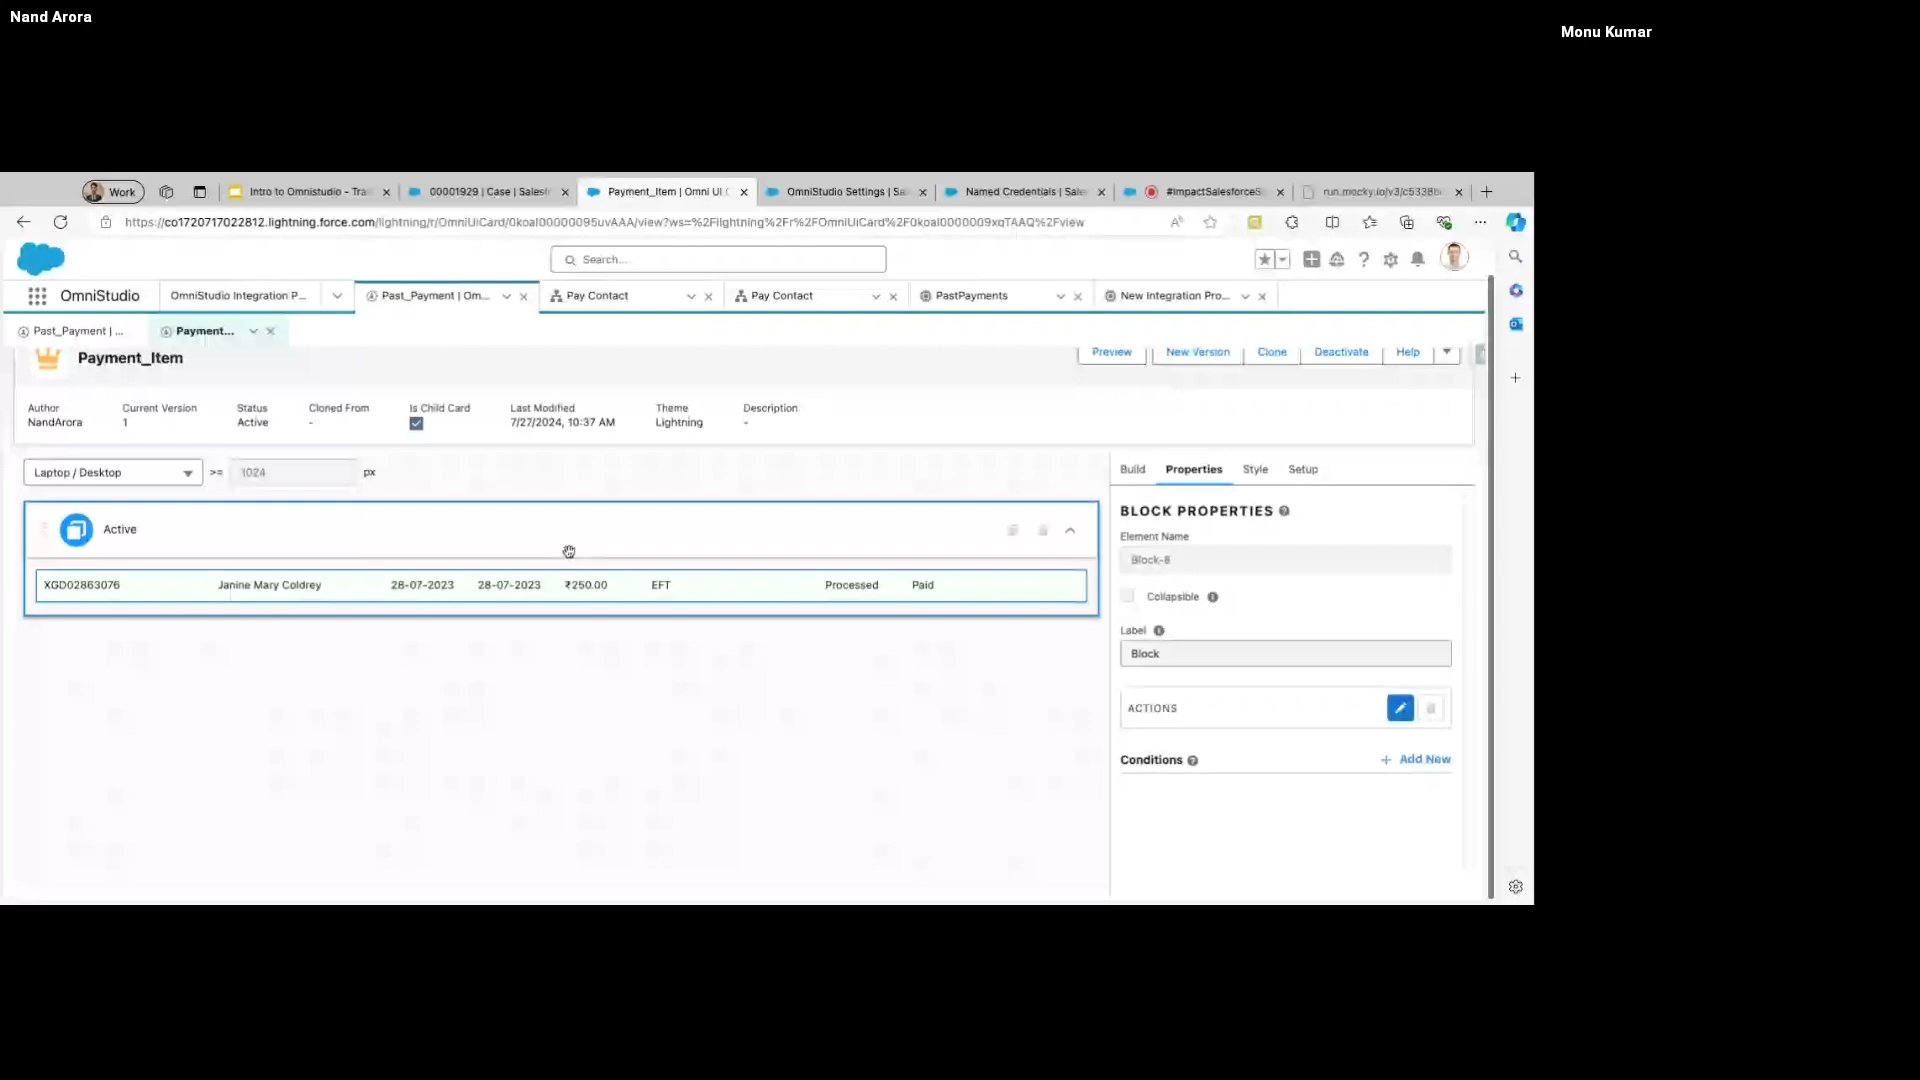 Nand Arora
Monu Kumar
Work
Intro to Omnistudio - Tra
00001929 | Case | Salesf
Payment_Item | Omni UI C
OmniStudio Settings | Sa
Named Credentials | Sale
#ImpactSalesforceS
run.mocky.io/v3/c5338b
https://co1720717022812.lightning.force.com/lightning/r/OmniUiCard/0koal00000095uvAAA/view?ws=%2Flightning%2Fr%2FOmniUiCard%2F0koal0000009xqTAAQ%2Fview
Search...
OmniStudio
OmniStudio Integration P...
Past_Payment | Om...
Pay Contact
Pay Contact
PastPayments
New Integration Pro...
Past_Payment | ...
Payment...
Payment_Item
Preview
New Version
Clone
Deactivate
Help
Author Current Version Status Cloned From Is Child Card Last Modified Theme Description
NandArora 1 Active - 7/27/2024, 10:37 AM Lightning -
Laptop / Desktop >= 1024 px
Build Properties Style Setup
Active
XGD02863076 Janine Mary Coldrey 28-07-2023 28-07-2023 ₹250.00 EFT Processed Paid
BLOCK PROPERTIES
Element Name
Block-8
Collapsible
Label
Block
ACTIONS
Conditions + Add New